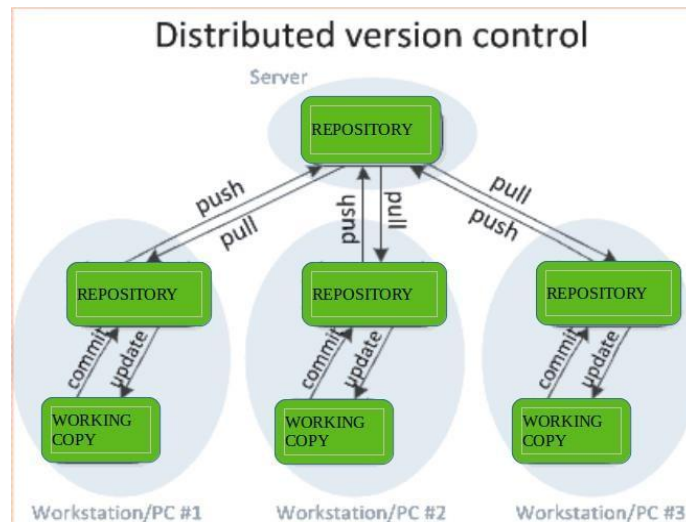 Distributed version control
Server
REPOSITORY
push
pull
push
pull
pull
push
REPOSITORY
REPOSITORY
REPOSITORY
commit
update
commit
update
commit
update
WORKING
COPY
WORKING
COPY
WORKING
COPY
Workstation/PC #1
Workstation/PC #2
Workstation/PC #3